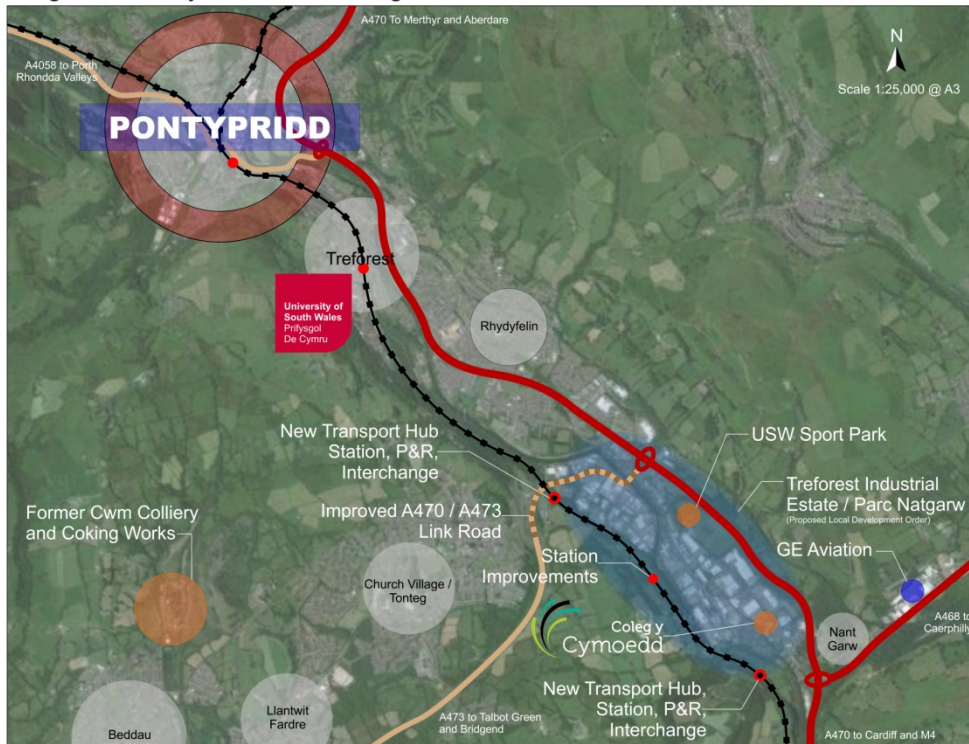 A470 To Merthyr and Aberdare
N
Scale 1:25,000 @ A3
A4058 to Porth
Rhondda Valleys
PONTYPRIDD
Treforest
University of
South Wales
Prifysgol
De Cymru
Rhydyfelin
New Transport Hub
Station, P&R,
Interchange
USW Sport Park
Former Cwm Colliery
and Coking Works
Improved A470 / A473
Link Road
Treforest Industrial
Estate / Parc Natgarw
(Proposed Local Development Order)
GE Aviation
Station
Improvements
Church Village /
Tonteg
A468 to
Caerphilly
Coleg y
Cymoedd
Nant
Garw
New Transport Hub,
Station, P&R,
Interchange
Llantwit
Fardre
A473 to Talbot Green
and Bridgend
Beddau
A470 to Cardiff and M4